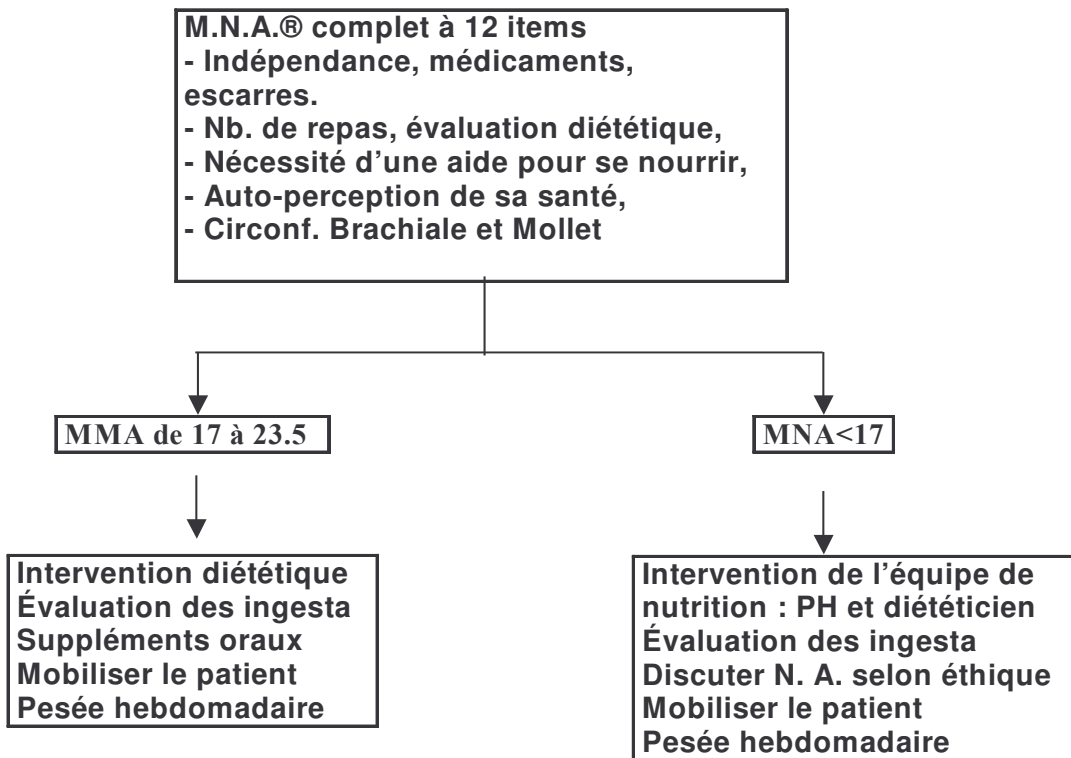 M.N.A.® complet à 12 items
- Indépendance, médicaments,
escarres.
- Nb. de repas, évaluation diététique,
- Nécessité d'une aide pour se nourrir,
- Auto-perception de sa santé,
- Circonf. Brachiale et Mollet
MMA de 17 à 23.5
MNA<17
Intervention diététique
Évaluation des ingesta
Suppléments oraux
Mobiliser le patient
Pesée hebdomadaire
Intervention de l'équipe de
nutrition : PH et diététicien
Évaluation des ingesta
Discuter N. A. selon éthique
Mobiliser le patient
Pesée hebdomadaire